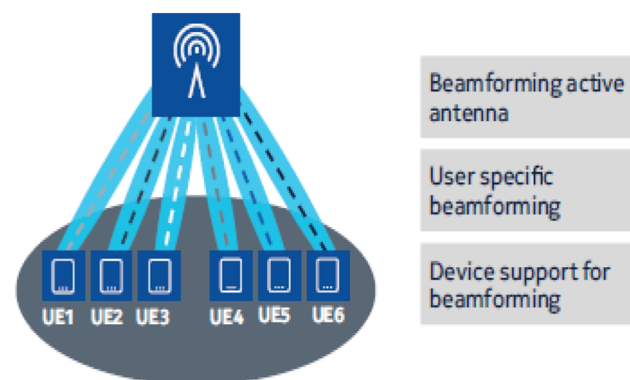 Beamforming active
antenna
User specific
beamforming
Device support for
beamforming
UE1 UE2 UE3 UE4 UE5 UE6